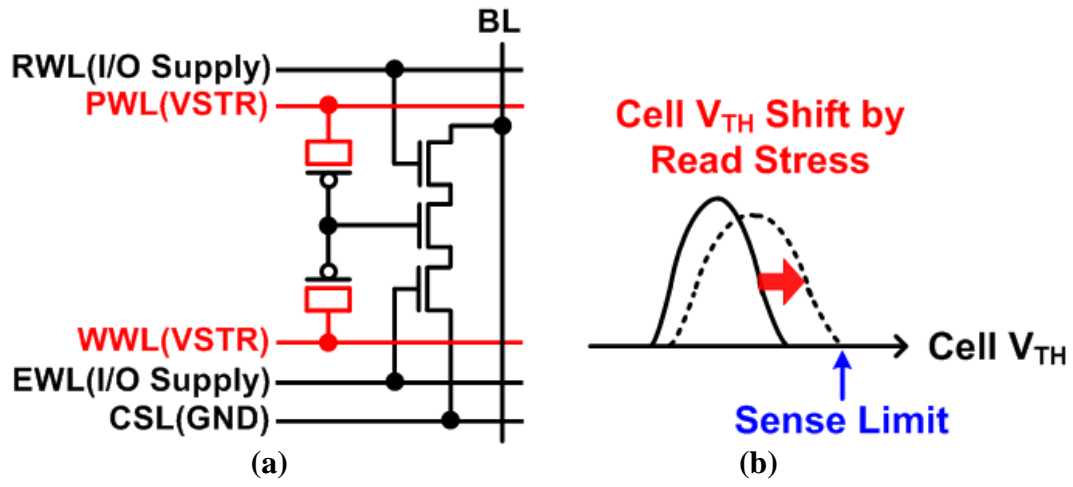 BL
RWL(I/O Supply)
PWL(VSTR)
WWL(VSTR)
EWL(I/O Supply)
CSL(GND)
(a)
Cell VTH Shift by
Read Stress
Cell VTH
Sense Limit
(b)